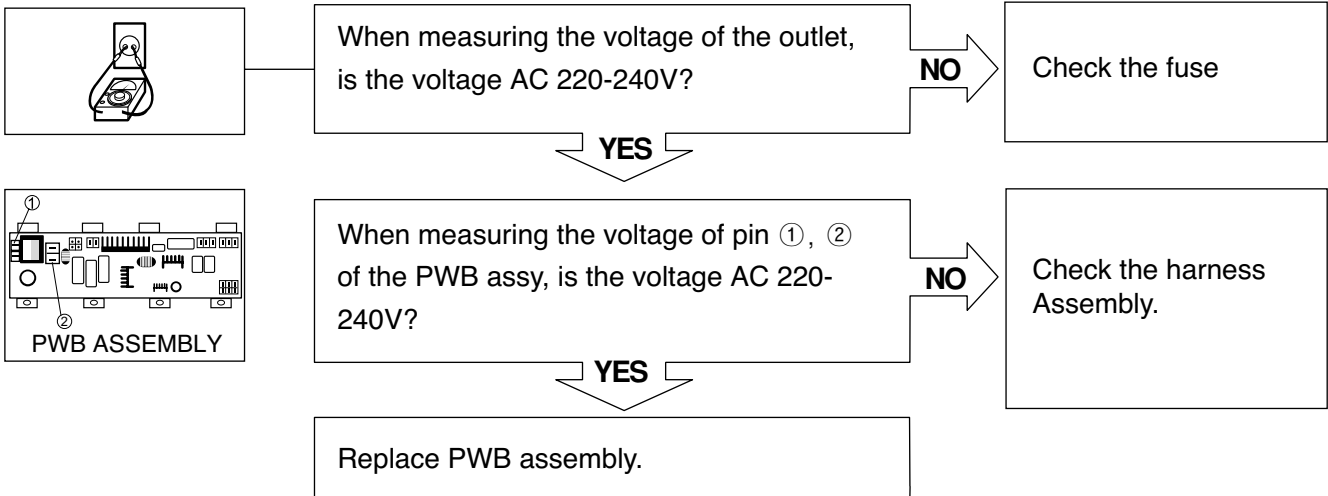 When measuring the voltage of the outlet,
is the voltage AC 220-240V?
NO
Check the fuse
YES
①
②
PWB ASSEMBLY
When measuring the voltage of pin ①, ②
of the PWB assy, is the voltage AC 220-
240V?
NO
Check the harness
Assembly.
YES
Replace PWB assembly.